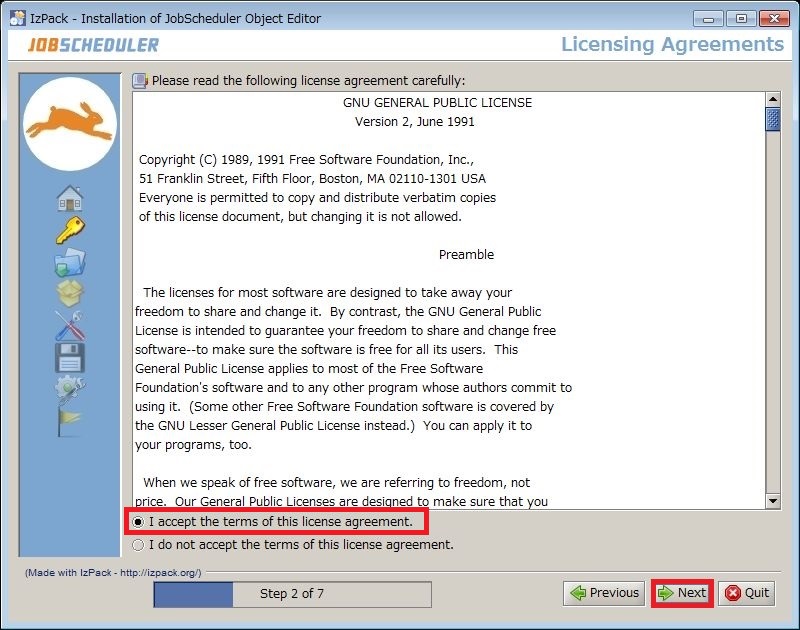 IzPack - Installation of JobScheduler Object Editor
JOBSCHEDULER
Licensing Agreements
Please read the following license agreement carefully:
GNU GENERAL PUBLIC LICENSE
Version 2, June 1991
Copyright (C) 1989, 1991 Free Software Foundation, Inc.,
51 Franklin Street, Fifth Floor, Boston, MA 02110-1301 USA
Everyone is permitted to copy and distribute verbatim copies
of this license document, but changing it is not allowed.
Preamble
The licenses for most software are designed to take away your
freedom to share and change it.  By contrast, the GNU General Public
License is intended to guarantee your freedom to share and change free
software--to make sure the software is free for all its users.  This
General Public License applies to most of the Free Software
Foundation's software and to any other program whose authors commit to
using it.  (Some other Free Software Foundation software is covered by
the GNU Lesser General Public License instead.)  You can apply it to
your programs, too.
When we speak of free software, we are referring to freedom, not
price.  Our General Public Licenses are designed to make sure that you
I accept the terms of this license agreement.
I do not accept the terms of this license agreement.
(Made with IzPack - http://izpack.org/)
Step 2 of 7
Previous
Next
Quit